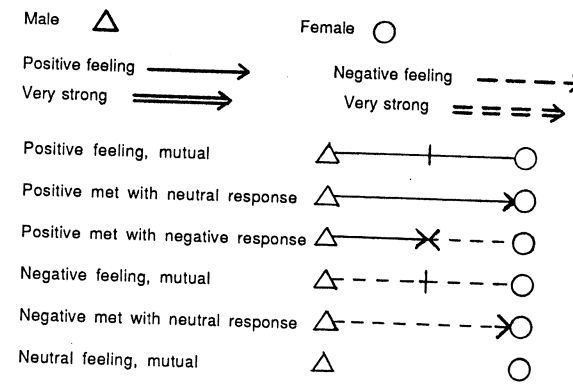 Male
Female
Positive feeling
Negative feeling
Very strong
Very strong
Positive feeling, mutual
Positive met with neutral response
Positive met with negative response
Negative feeling, mutual
Negative met with neutral response
Neutral feeling, mutual